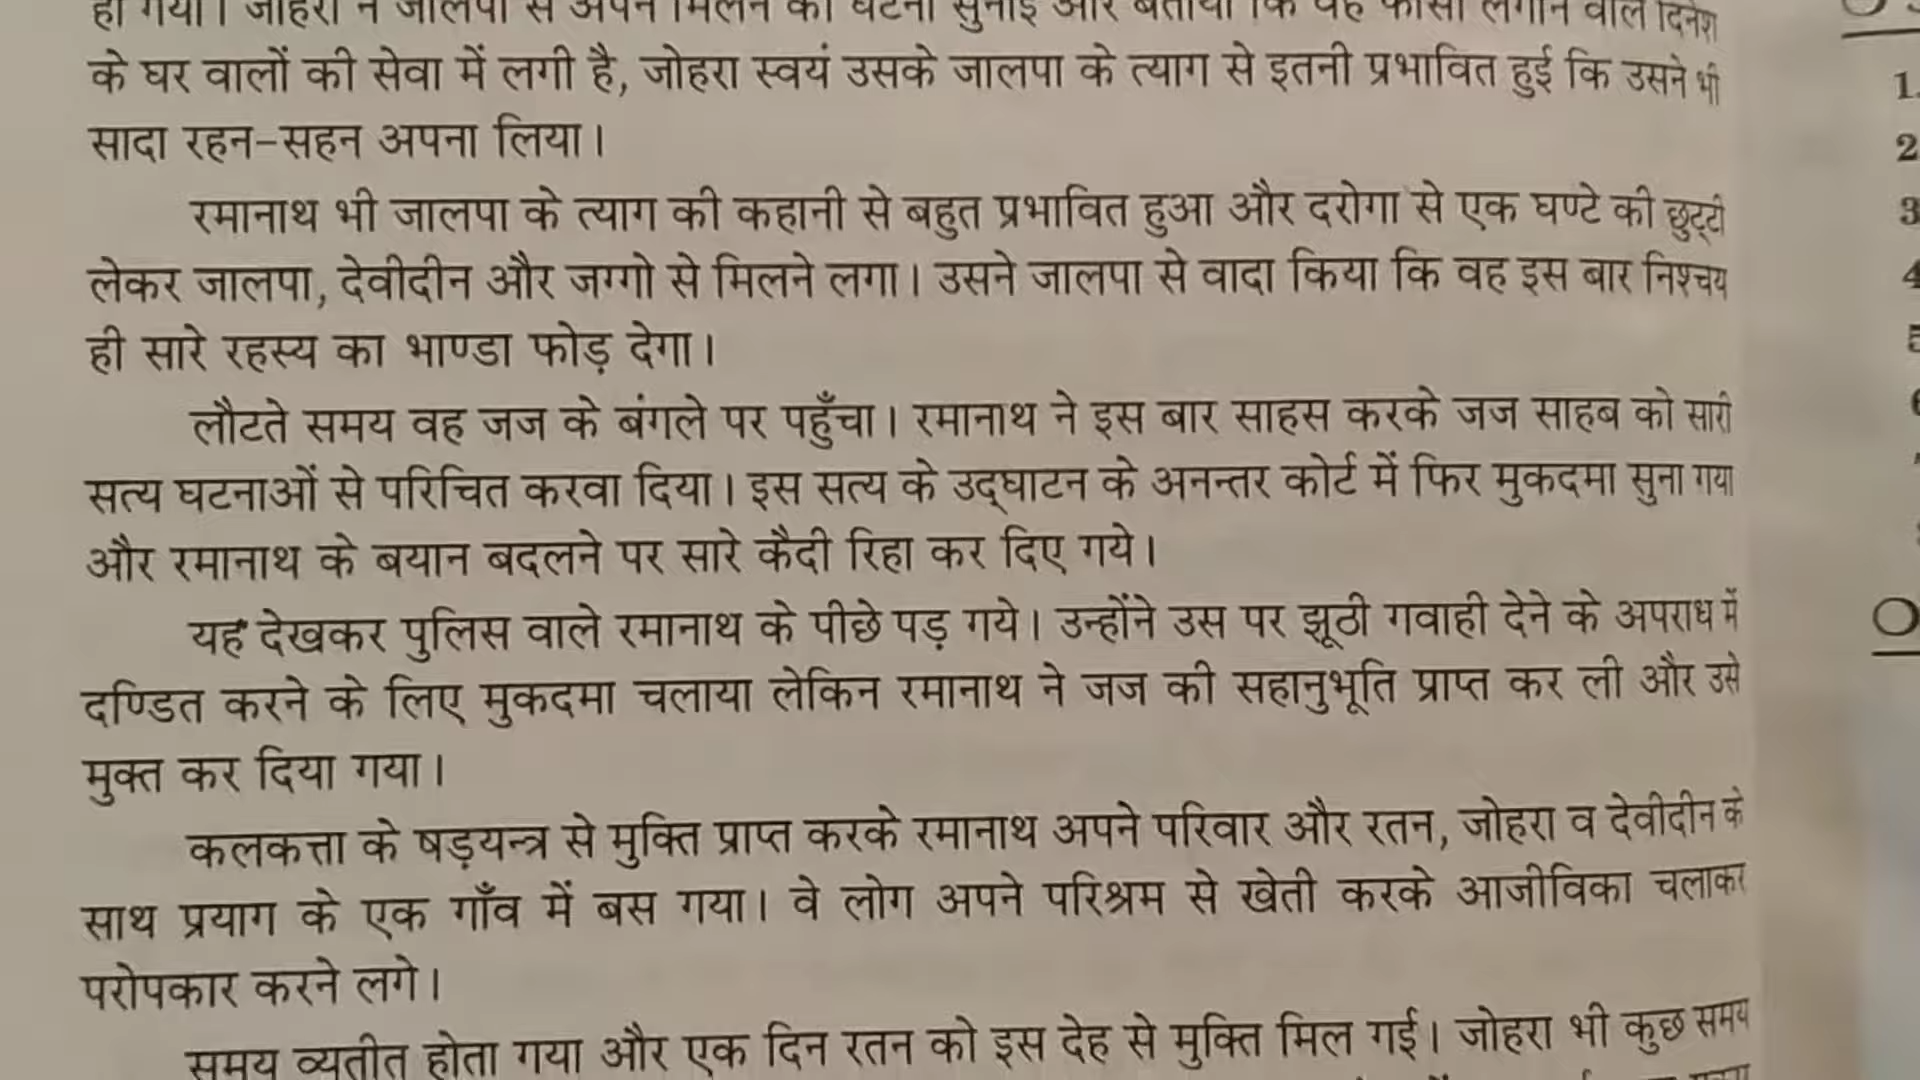 हो गया। जोहरा ने जालपा से अपने मिलने की घटना सुनाई और बताया कि वह फाँसी लगाने वाले दिनेश
के घर वालों की सेवा में लगी है, जोहरा स्वयं उसके जालपा के त्याग से इतनी प्रभावित हुई कि उसने भी
सादा रहन-सहन अपना लिया।
रमानाथ भी जालपा के त्याग की कहानी से बहुत प्रभावित हुआ और दरोगा से एक घण्टे की छुट्टी
लेकर जालपा, देवीदीन और जग्गो से मिलने लगा। उसने जालपा से वादा किया कि वह इस बार निश्चय
ही सारे रहस्य का भाण्डा फोड़ देगा।
लौटते समय वह जज के बंगले पर पहुँचा। रमानाथ ने इस बार साहस करके जज साहब को सारी
सत्य घटनाओं से परिचित करवा दिया। इस सत्य के उद्घाटन के अनन्तर कोर्ट में फिर मुकदमा सुना गया
और रमानाथ के बयान बदलने पर सारे कैदी रिहा कर दिए गये।
यह देखकर पुलिस वाले रमानाथ के पीछे पड़ गये। उन्होंने उस पर झूठी गवाही देने के अपराध में
दण्डित करने के लिए मुकदमा चलाया लेकिन रमानाथ ने जज की सहानुभूति प्राप्त कर ली और उसे
मुक्त कर दिया गया।
कलकत्ता के षड़यन्त्र से मुक्ति प्राप्त करके रमानाथ अपने परिवार और रतन, जोहरा व देवीदीन के
साथ प्रयाग के एक गाँव में बस गया। वे लोग अपने परिश्रम से खेती करके आजीविका चलाकर
परोपकार करने लगे।
समय व्यतीत होता गया और एक दिन रतन को इस देह से मुक्ति मिल गई। जोहरा भी कुछ समय
1.
2
3
4
5
6